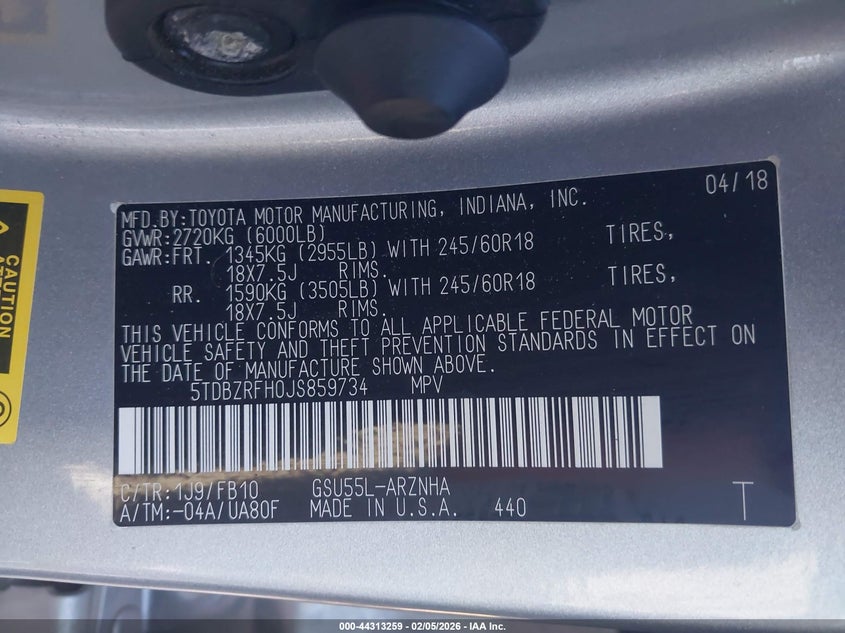 04/18
MFD.BY:TOYOTA MOTOR MANUFACTURING, INDIANA, INC.
GVWR:2720KG (6000LB)
GAWR:FRT. 1345KG (2955LB) WITH 245/60R18 TIRES,
18X7.5J RIMS.
RR. 1590KG (3505LB) WITH 245/60R18 TIRES,
18X7.5J RIMS.
THIS VEHICLE CONFORMS TO ALL APPLICABLE FEDERAL MOTOR
VEHICLE SAFETY AND THEFT PREVENTION STANDARDS IN EFFECT ON
THE DATE OF MANUFACTURE SHOWN ABOVE.
5TDBZRFH0JS859734 MPV
C/TR:1J9/FB10 GSU55L-ARZNHA
A/TM:-04A/UA80F MADE IN U.S.A. 440 T
CAUTION
000-44313259 - 02/05/2026 - IAA Inc.